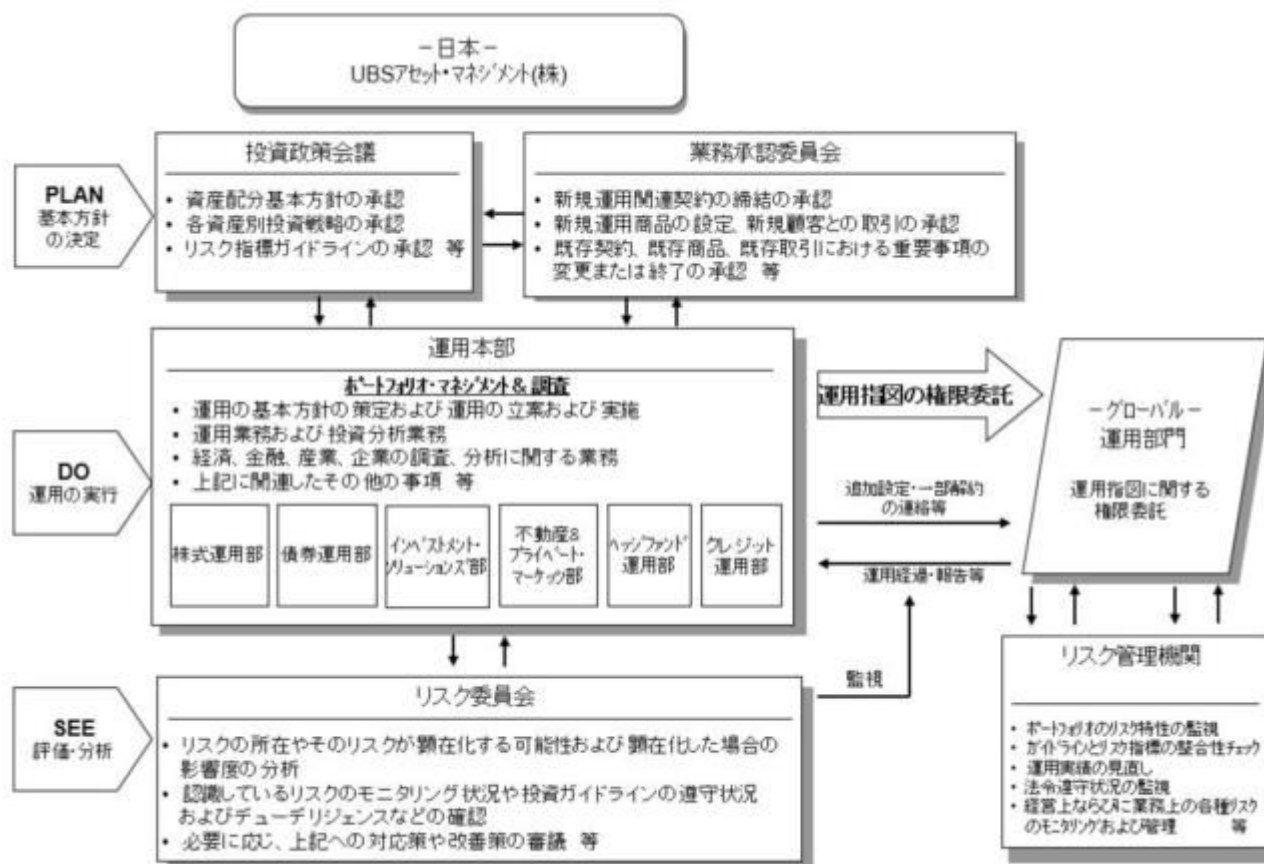 －日本－
UBSアセット・マネジメント(株)
PLAN
基本方針
の決定
投資政策会議
• 資産配分基本方針の承認
• 各資産別投資戦略の承認
• リスク指標ガイドラインの承認 等
業務承認委員会
• 新規運用関連契約の締結の承認
• 新規運用商品の設定、新規顧客との取引の承認
• 既存契約、既存商品、既存取引における重要事項の
変更または終了の承認 等
DO
運用の実行
運用本部
ポートフォリオ・マネジメント & 調査
• 運用の基本方針の策定および運用の立案および実施
• 運用業務および投資分析業務
• 経済、金融、産業、企業の調査、分析に関する業務
• 上記に関連したその他の事項 等
株式運用部
債券運用部
インベストメント・
ソリューションズ部
不動産&
プライベート・
マーケッツ部
ヘッジファンド
運用部
クレジット
運用部
運用指図の権限委託
追加設定・一部解約
の連絡等
運用経過・報告等
－グローバル－
運用部門
運用指図に関する
権限委託
SEE
評価・分析
リスク委員会
• リスクの所在やそのリスクが顕在化する可能性および顕在化した場合の
影響度の分析
• 認識しているリスクのモニタリング状況や投資ガイドラインの遵守状況
およびデューデリジェンスなどの確認
• 必要に応じ、上記への対応策や改善策の審議 等
監視
リスク管理機関
• ポートフォリオのリスク特性の監視
• ガイドラインとリスク指標の整合性チェック
• 運用実績の見直し
• 法令遵守状況の監視
• 経営上ならびに業務上の各種リスク
のモニタリングおよび管理 等